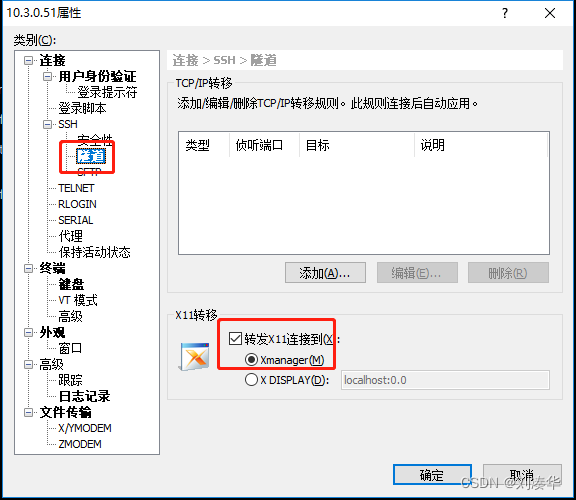 10.3.0.51属性
类别(C):
连接
用户身份验证
登录提示符
登录脚本
SSH
安全性
隧道
SFTP
TELNET
RLOGIN
SERIAL
代理
保持活动状态
终端
键盘
VT 模式
高级
外观
窗口
高级
跟踪
日志记录
文件传输
X/YMODEM
ZMODEM
连接 > SSH > 隧道
TCP/IP转移
添加/编辑/删除TCP/IP转移规则。此规则连接后自动应用。
类型 侦听端口 目标 说明
添加(A)... 编辑(E)... 删除(R)
X11转移
转发X11连接到(X):
Xmanager(M)
X DISPLAY(D): localhost:0.0
确定 取消
CSDN @刘凑华